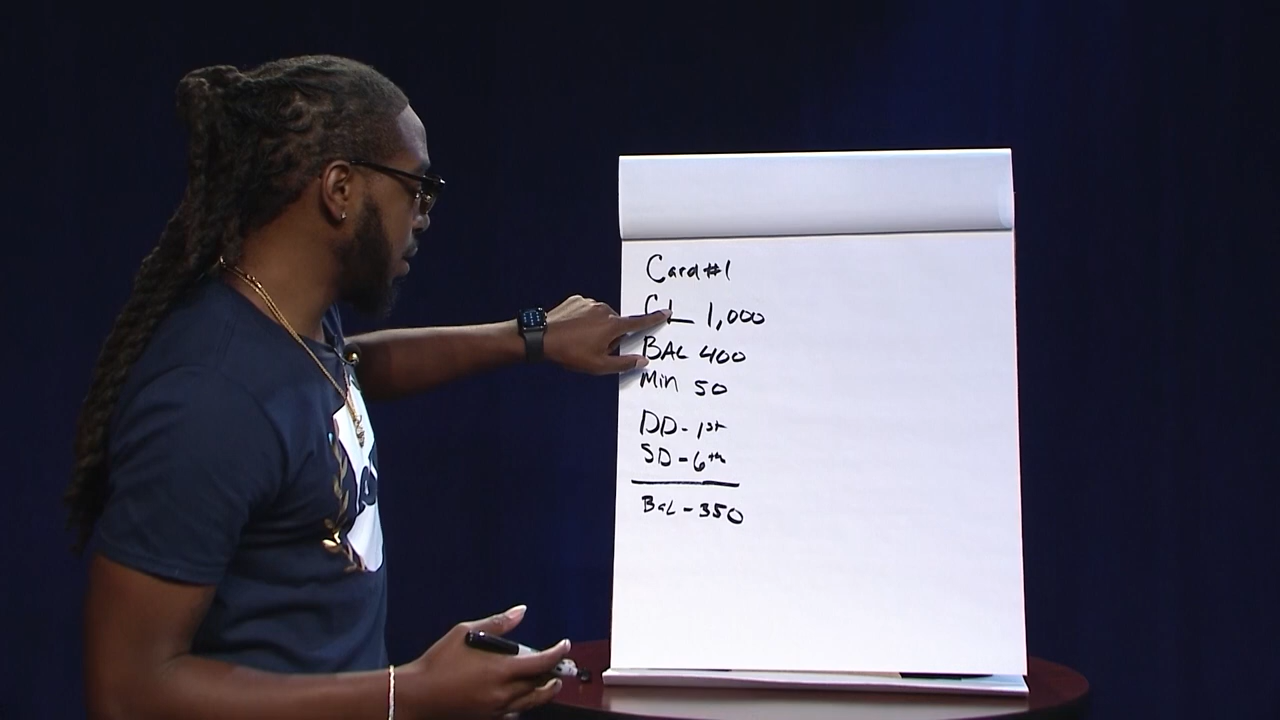 Card #1
CL 1,000
BAL 400
Min 50
DD - 1st
SD - 6th
Bal - 350